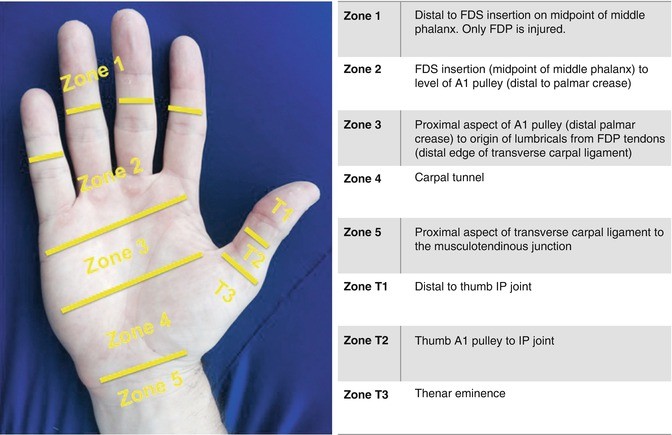 Zone 1
Zone 2
Zone 3
Zone 4
Zone 5
T1
T2
T3
Zone 1
Distal to FDS insertion on midpoint of middle
phalanx. Only FDP is injured.
Zone 2
FDS insertion (midpoint of middle phalanx) to
level of A1 pulley (distal to palmar crease)
Zone 3
Proximal aspect of A1 pulley (distal palmar
crease) to origin of lumbricals from FDP tendons
(distal edge of transverse carpal ligament)
Zone 4
Carpal tunnel
Zone 5
Proximal aspect of transverse carpal ligament to
the musculotendinous junction
Zone T1
Distal to thumb IP joint
Zone T2
Thumb A1 pulley to IP joint
Zone T3
Thenar eminence